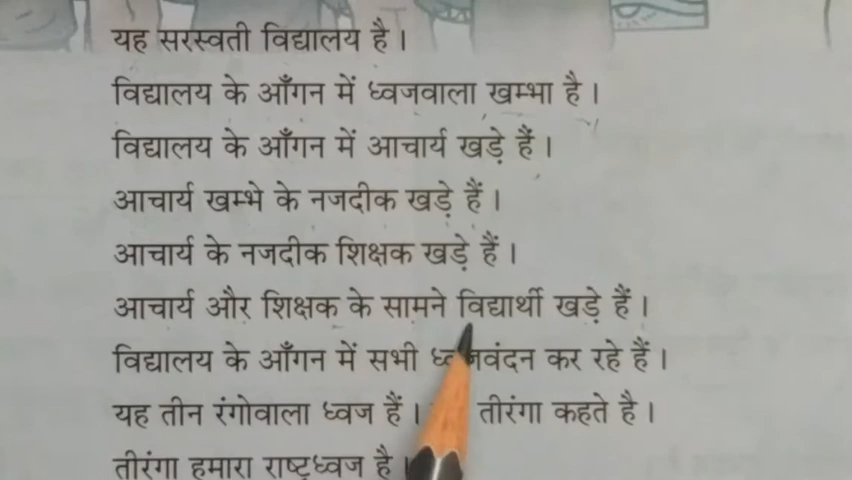 यह सरस्वती विद्यालय है ।
विद्यालय के आँगन में ध्वजवाला खम्भा है ।
विद्यालय के आँगन में आचार्य खड़े हैं ।
आचार्य खम्भे के नजदीक खड़े हैं ।
आचार्य के नजदीक शिक्षक खड़े हैं ।
आचार्य और शिक्षक के सामने विद्यार्थी खड़े हैं ।
विद्यालय के आँगन में सभी ध्वजवंदन कर रहे हैं ।
यह तीन रंगोवाला ध्वज हैं । तीरंगा कहते है ।
तीरंगा हमारा राष्ट्रध्वज है ।